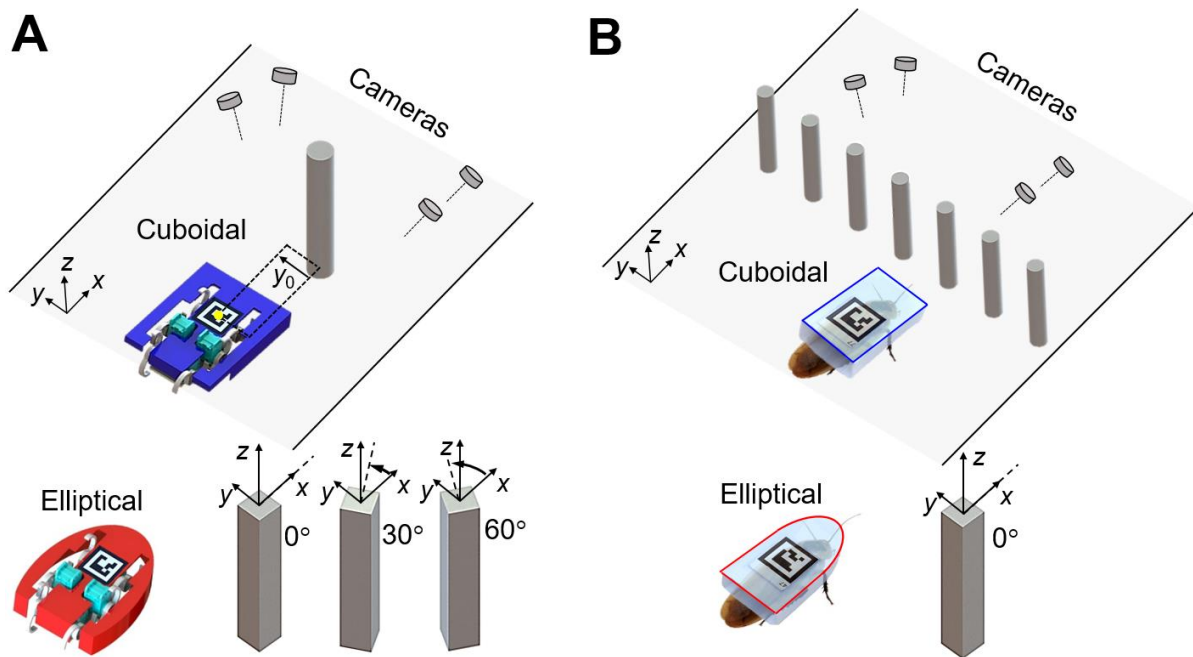 A
Cameras
Cuboidal
y₀
z
y
x
Elliptical
z
y
x
0°
z
y
x
30°
z
y
x
60°
B
Cameras
z
y
x
Cuboidal
Elliptical
z
y
x
0°